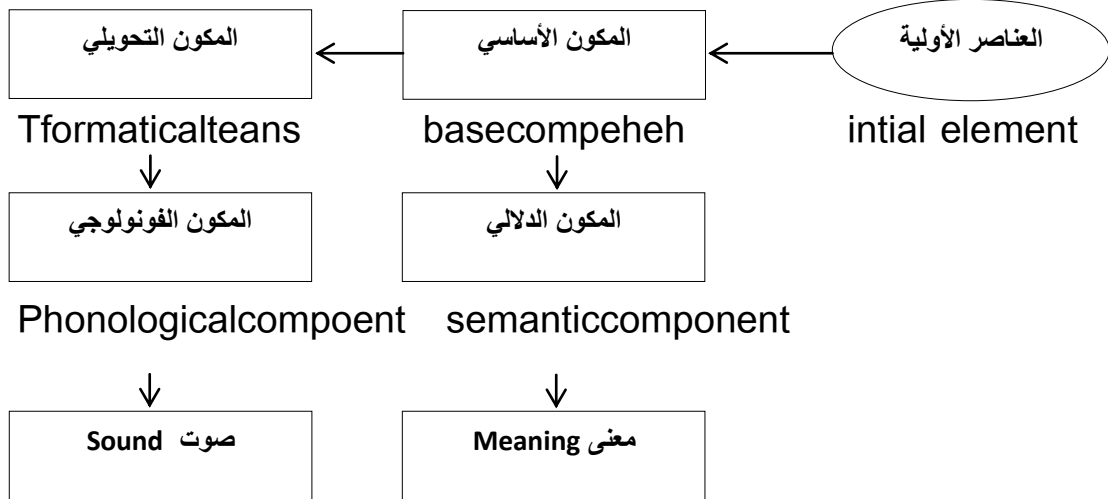 العناصر الأولية
المكون الأساسي
المكون التحويلي
intial element
basecompeheh
Tformaticalteans
المكون الدلالي
المكون الفونولوجي
semanticcomponent
Phonologicalcompoent
معنى Meaning
صوت Sound